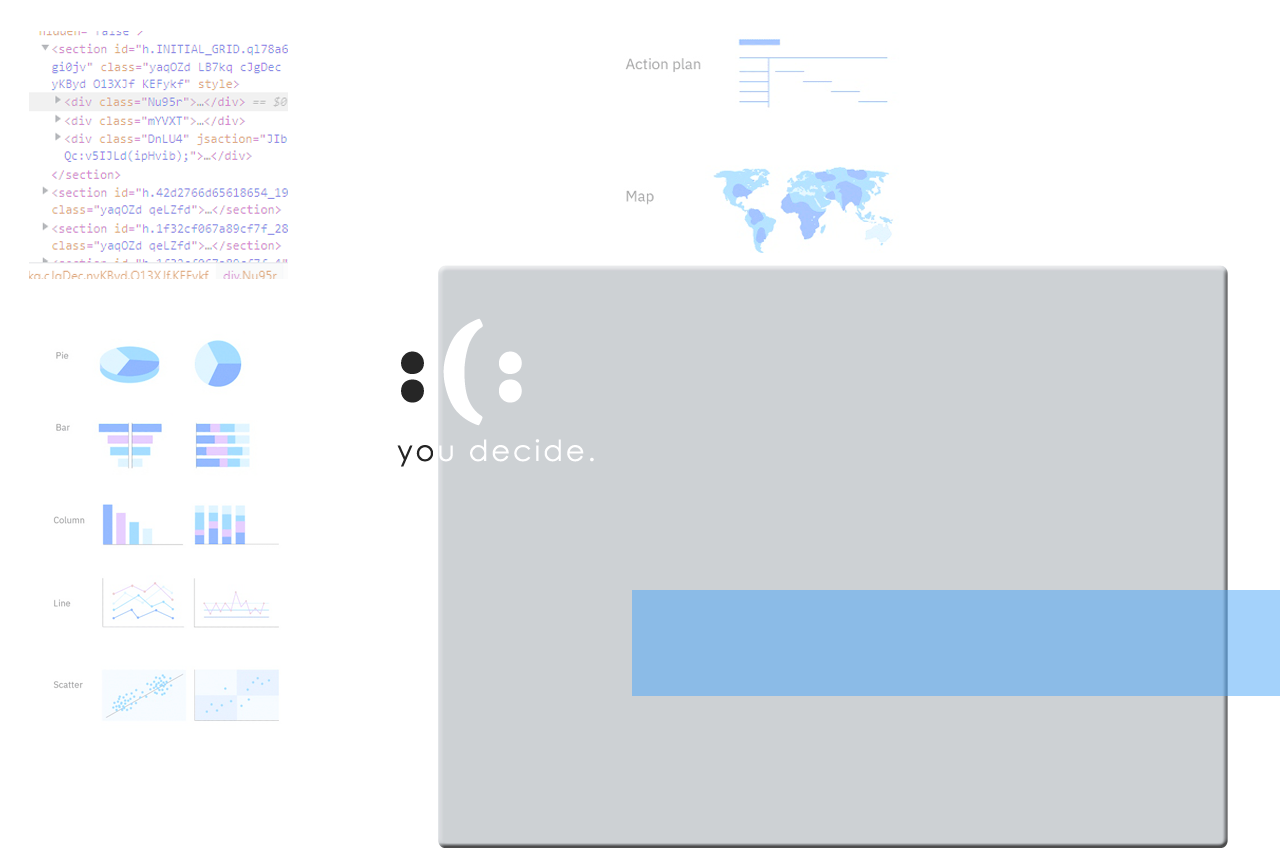 <section id="h.INITIAL_GRID.ql78a6
gi0jv" class="yaqOZd LB7kq cJgDec
yKByd O13XJf KEFykf" style>
<div class="Nu95r">…</div> == $0
<div class="mYVXT">…</div>
<div class="DnLU4" jsaction="JIb
Qc:v5IJLd(ipHvib);">…</div>
</section>
<section id="h.42d2766d65618654_19
class="yaqOZd qeLZfd">…</section>
<section id="h.1f32cf067a89cf7f_28
class="yaqOZd qeLZfd">…</section>
div.Nu95r
Action plan
Map
Pie
Bar
Column
Line
Scatter
:(:
you decide.